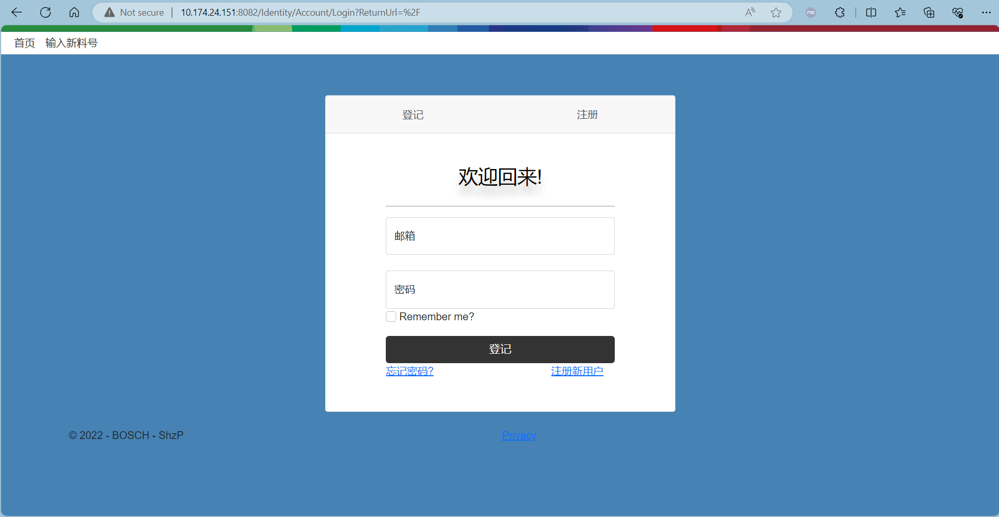 Not secure | 10.174.24.151:8082/Identity/Account/Login?ReturnUrl=%2F
me
首页 输入新料号
登记 注册
欢迎回来!
邮箱
密码
Remember me?
登记
忘记密码? 注册新用户
© 2022 - BOSCH - ShzP Privacy